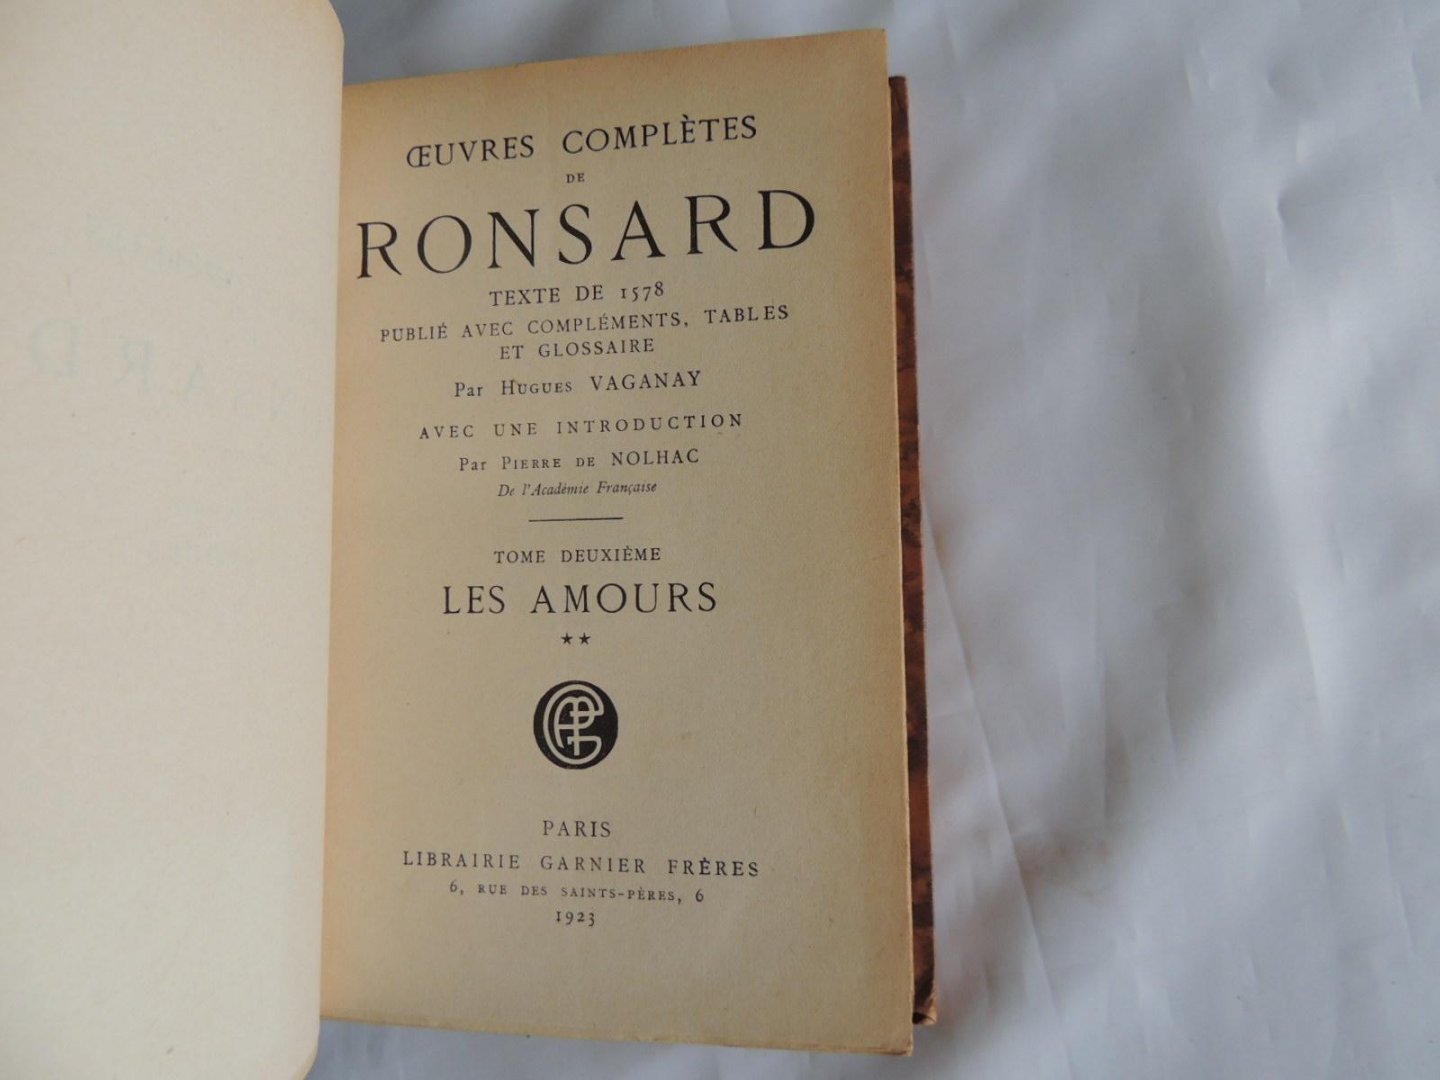 ŒUVRES COMPLÈTES
DE
RONSARD
TEXTE DE 1578
PUBLIÉ AVEC COMPLÉMENTS, TABLES
ET GLOSSAIRE
Par HUGUES VAGANAY
AVEC UNE INTRODUCTION
Par PIERRE DE NOLHAC
De l'Académie Française
TOME DEUXIÈME
LES AMOURS
★★
PARIS
LIBRAIRIE GARNIER FRÈRES
6, RUE DES SAINTS-PÈRES, 6
1923